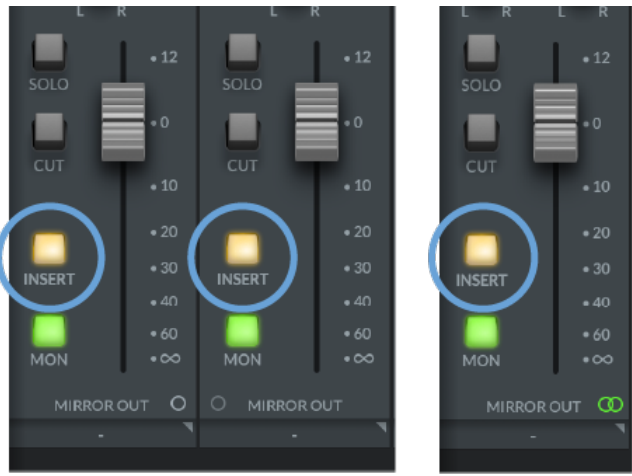 L R L R L R L R
12 12 12
SOLO SOLO SOLO
0 0 0
CUT CUT CUT
10 10 10
20 20 20
INSERT 30 INSERT 30 INSERT 30
40 40 40
60 60 60
MON ∞ MON ∞ MON ∞
MIRROR OUT MIRROR OUT MIRROR OUT
- - -